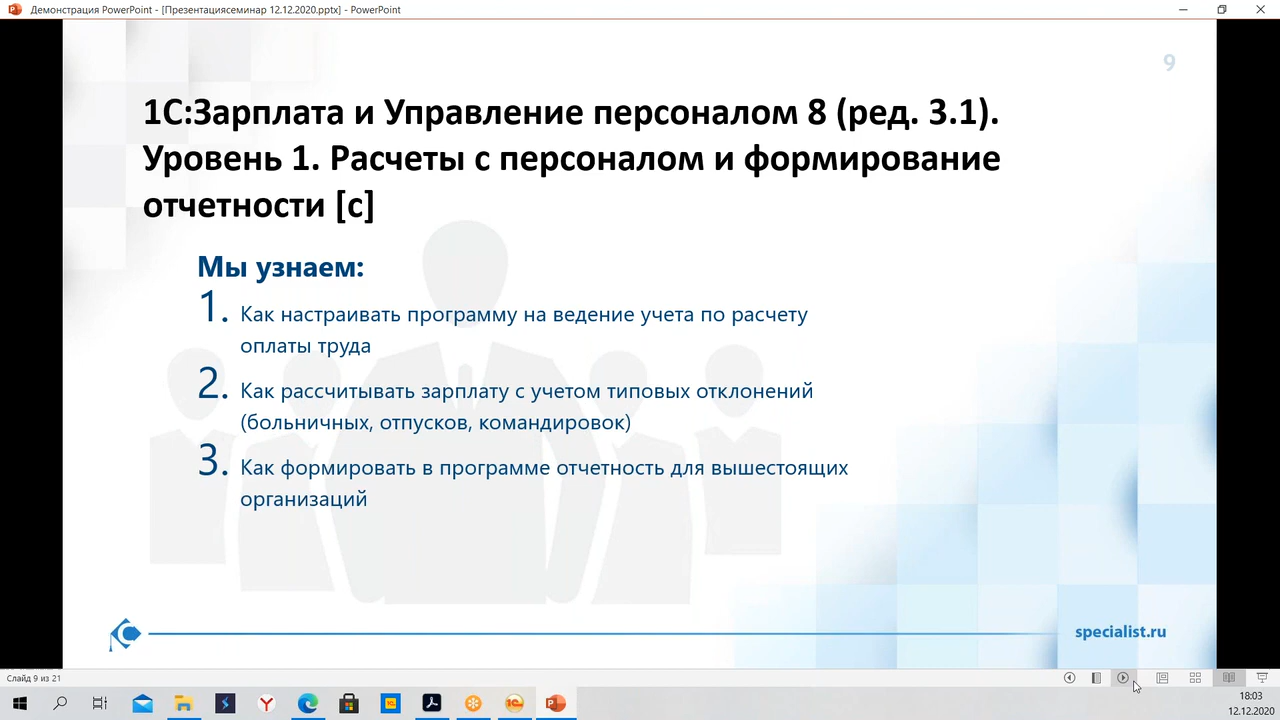 Демонстрация PowerPoint - [Презентациясеминар 12.12.2020.pptx] - PowerPoint
9
1С:Зарплата и Управление персоналом 8 (ред. 3.1).
Уровень 1. Расчеты с персоналом и формирование
отчетности [c]
Мы узнаем:
1. Как настраивать программу на ведение учета по расчету
оплаты труда
2. Как рассчитывать зарплату с учетом типовых отклонений
(больничных, отпусков, командировок)
3. Как формировать в программе отчетность для вышестоящих
организаций
specialist.ru
Слайд 9 из 21
18:03
12.12.2020